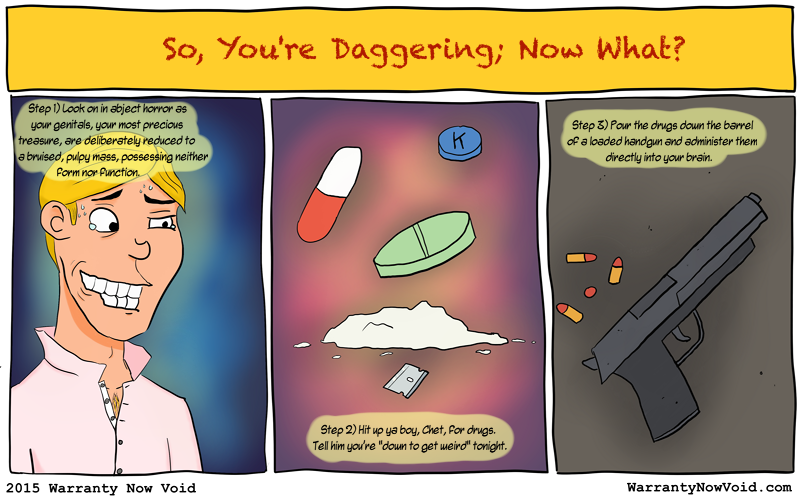 So, You're Daggering; Now What?
Step 1) Look on in abject horror as
your genitals, your most precious
treasure, are deliberately reduced to
a bruised, pulpy mass, possessing neither
form nor function.
K
Step 2) Hit up ya boy, Chet, for drugs.
Tell him you're "down to get weird" tonight.
Step 3) Pour the drugs down the barrel
of a loaded handgun and administer them
directly into your brain.
2015 Warranty Now Void
WarrantyNowVoid.com